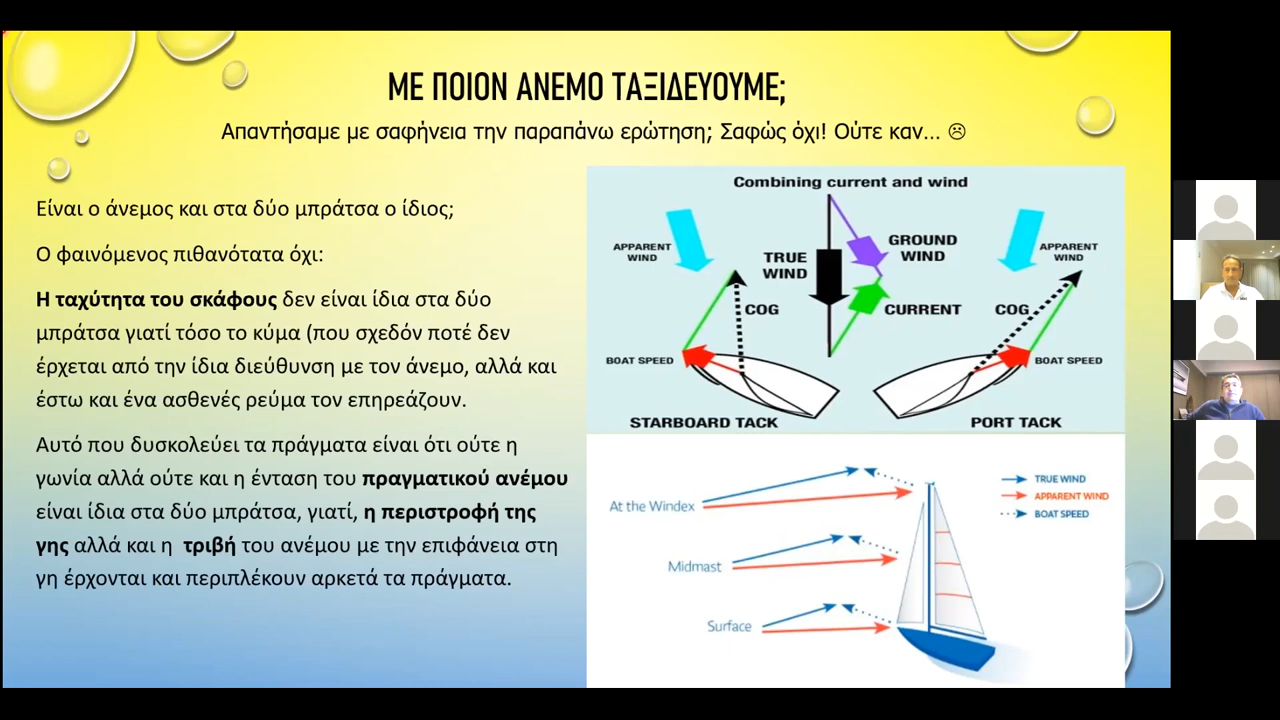 ΜΕ ΠΟΙΟΝ ΑΝΕΜΟ ΤΑΞΙΔΕΥΟΥΜΕ;
Απαντήσαμε με σαφήνεια την παραπάνω ερώτηση; Σαφώς όχι! Ούτε καν... ☹
Είναι ο άνεμος και στα δύο μπράτσα ο ίδιος;
Ο φαινόμενος πιθανότατα όχι:
Η ταχύτητα του σκάφους δεν είναι ίδια στα δύο
μπράτσα γιατί τόσο το κύμα (που σχεδόν ποτέ δεν
έρχεται από την ίδια διεύθυνση με τον άνεμο, αλλά και
έστω και ένα ασθενές ρεύμα τον επηρεάζουν.
Αυτό που δυσκολεύει τα πράγματα είναι ότι ούτε η
γωνία αλλά ούτε και η ένταση του πραγματικού ανέμου
είναι ίδια στα δύο μπράτσα, γιατί, η περιστροφή της
γης αλλά και η τριβή του ανέμου με την επιφάνεια στη
γη έρχονται και περιπλέκουν αρκετά τα πράγματα.
Combining current and wind
APPARENT
WIND
TRUE
WIND
GROUND
WIND
APPARENT
WIND
COG
CURRENT
COG
BOAT SPEED
BOAT SPEED
STARBOARD TACK
PORT TACK
At the Windex
Midmast
Surface
TRUE WIND
APPARENT WIND
BOAT SPEED